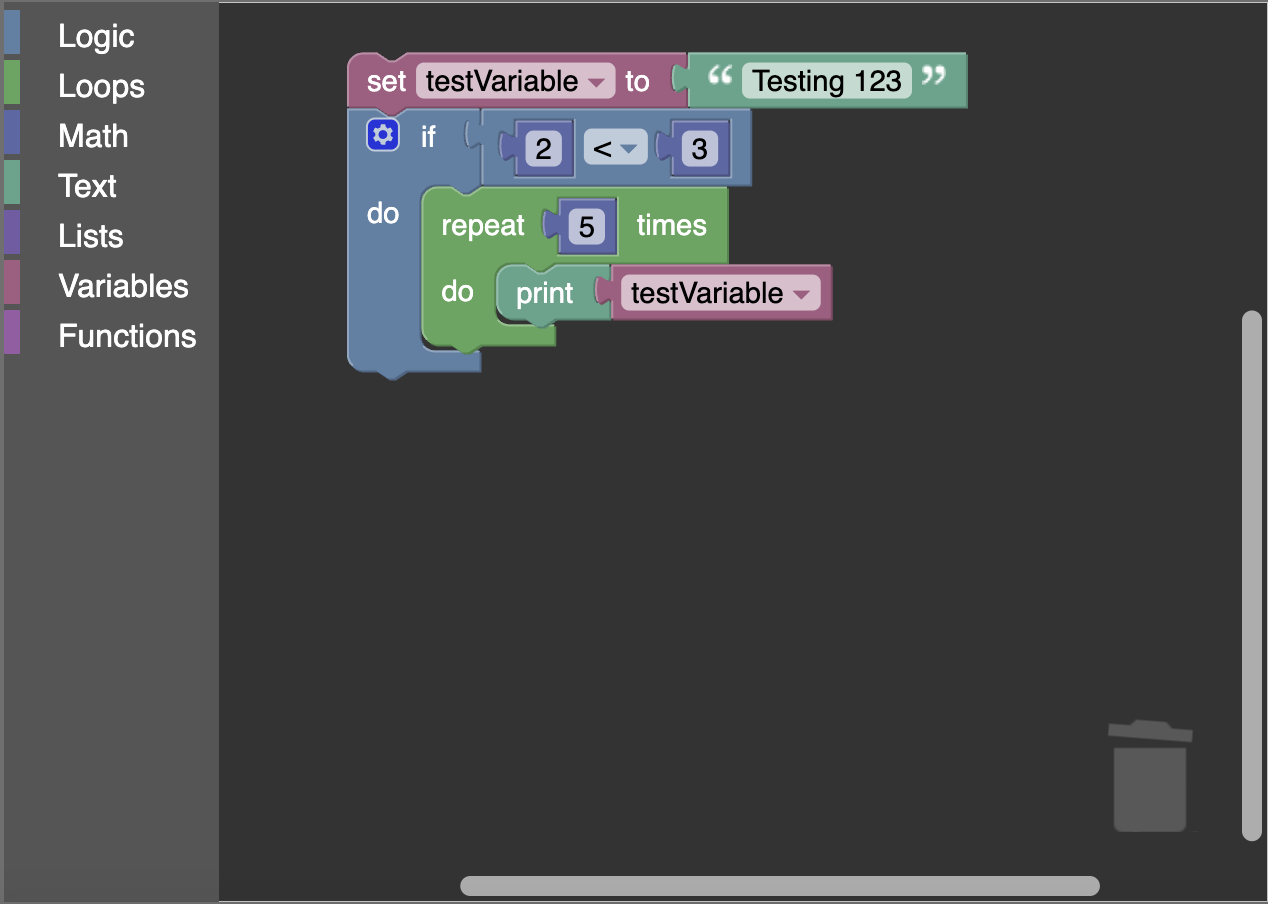 Logic
Loops
Math
Text
Lists
Variables
Functions
set testVariable to “ Testing 123 ”
if 2 < 3
do repeat 5 times
do print testVariable